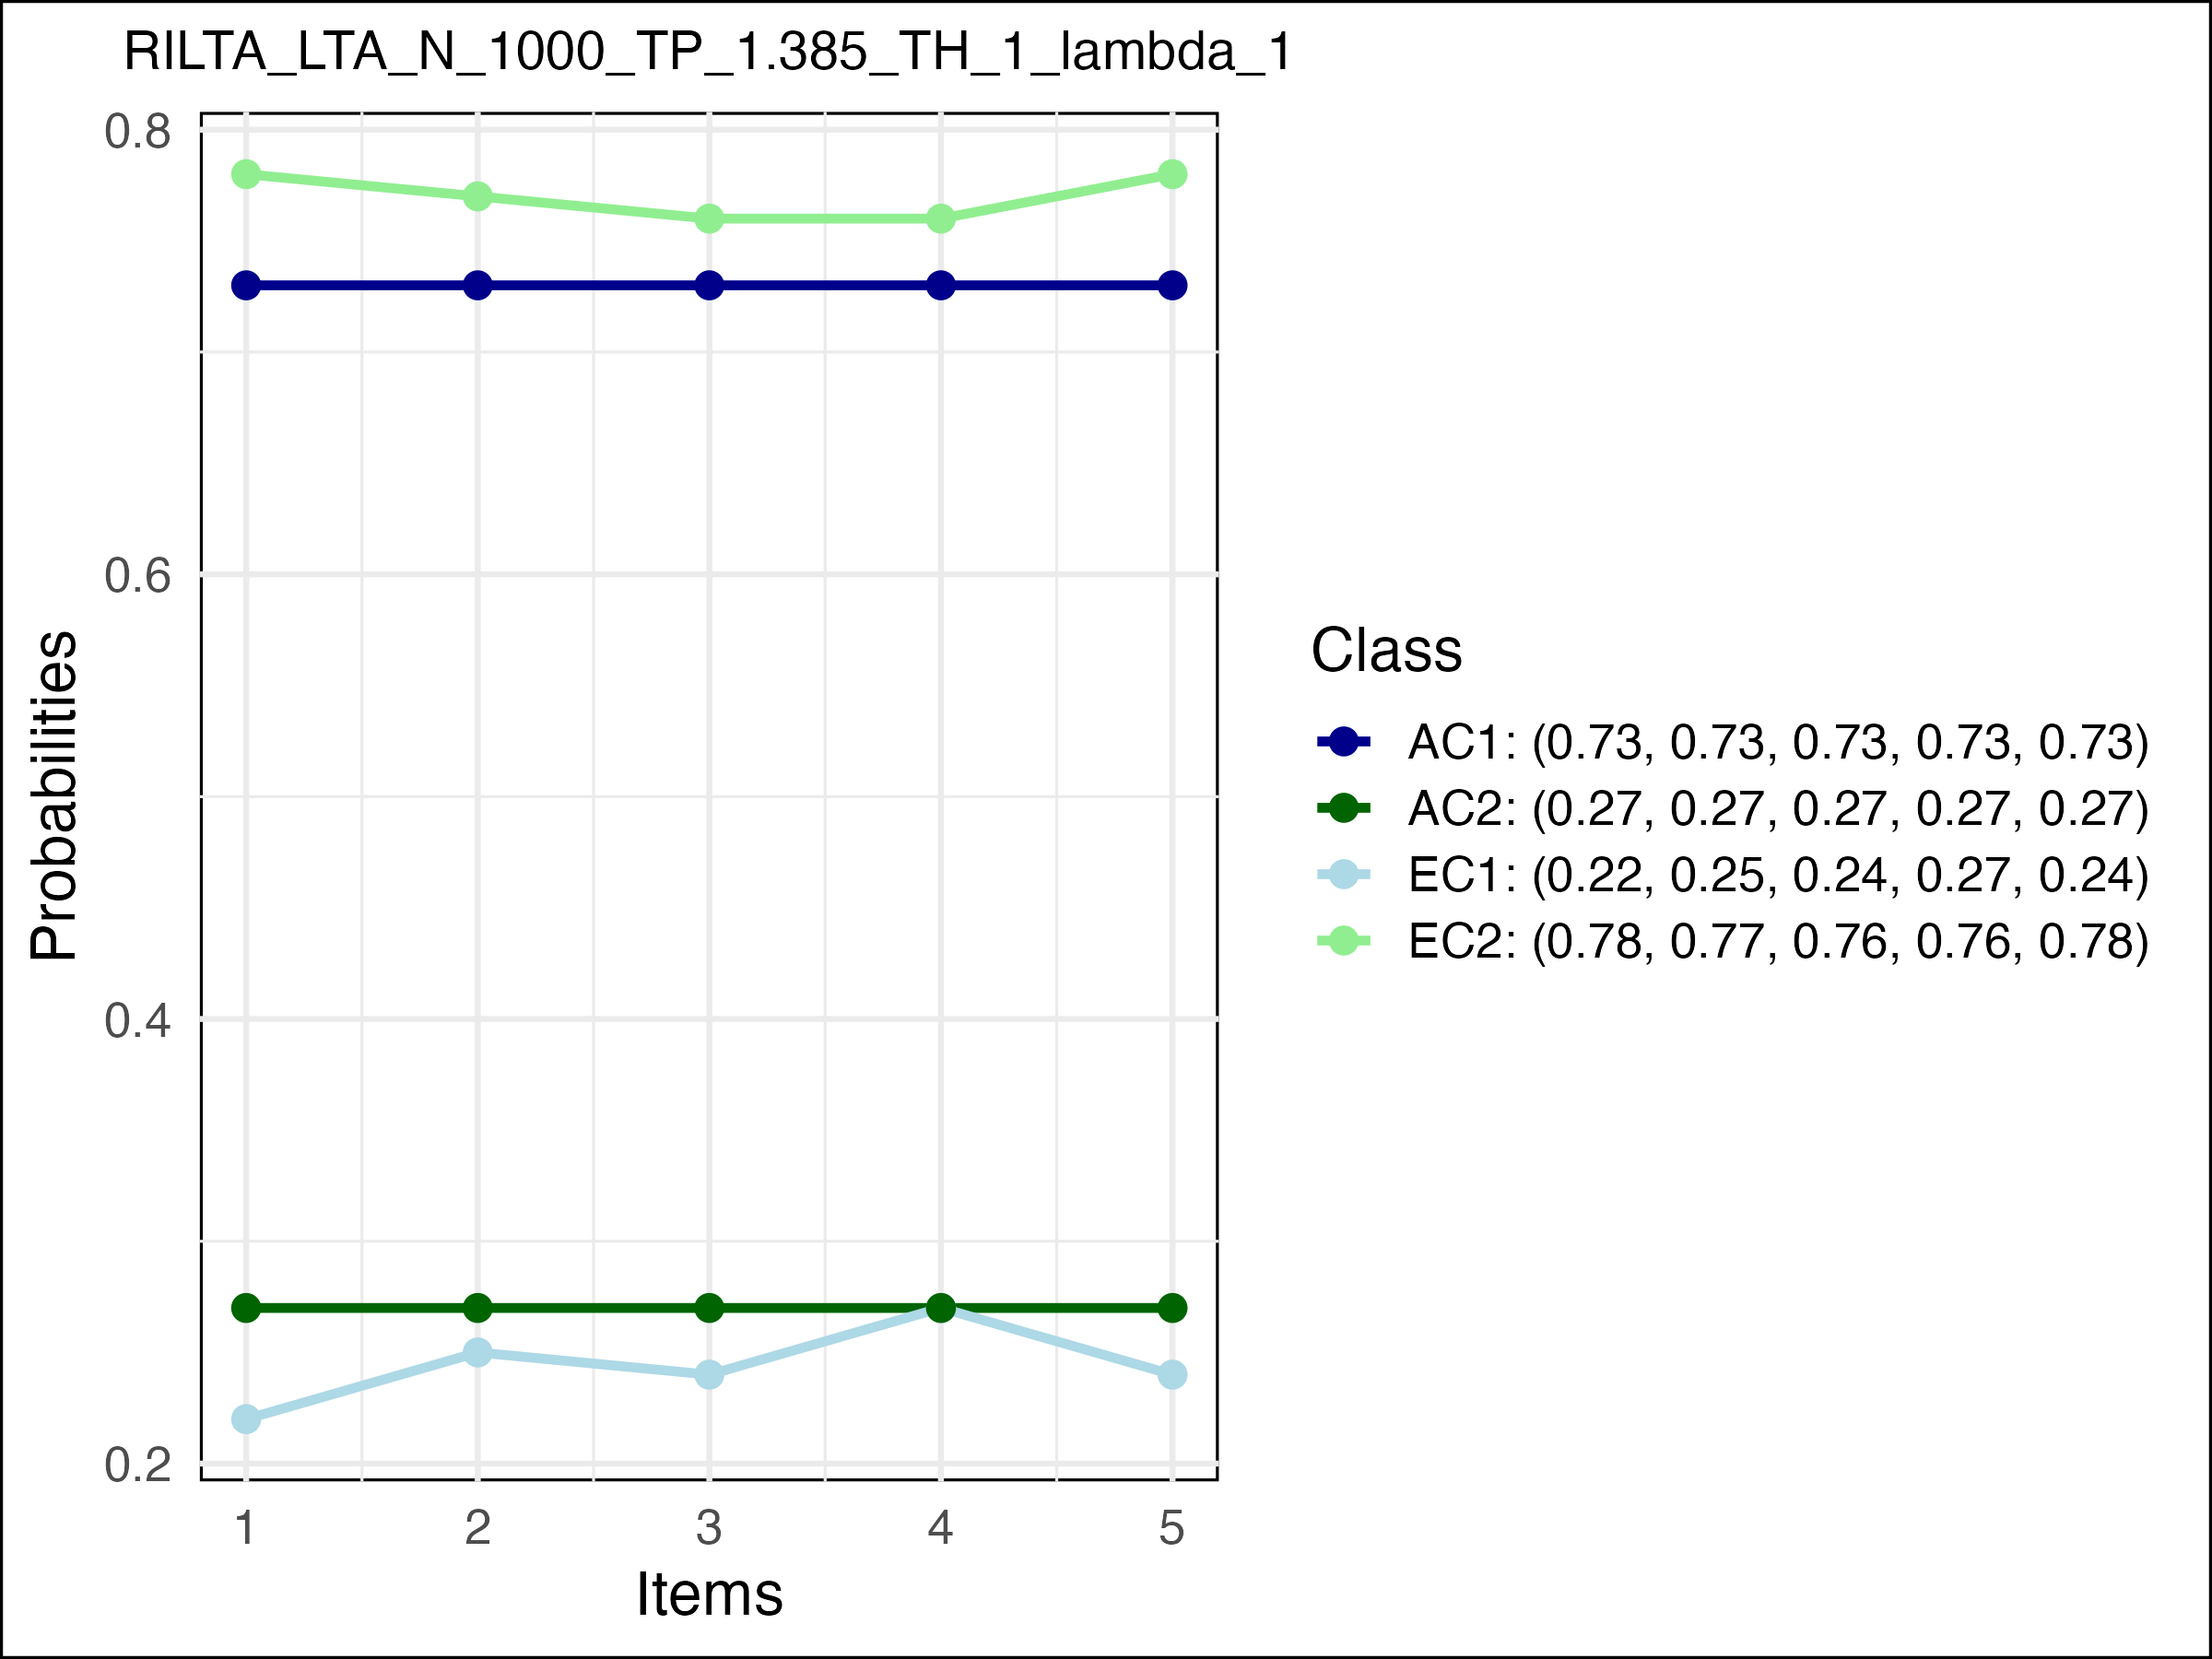 RILTA_LTA_N_1000_TP_1.385_TH_1_lambda_1
0.8
0.6
0.4
0.2
Probabilities
1 2 3 4 5
Items
Class
AC1: (0.73, 0.73, 0.73, 0.73, 0.73)
AC2: (0.27, 0.27, 0.27, 0.27, 0.27)
EC1: (0.22, 0.25, 0.24, 0.27, 0.24)
EC2: (0.78, 0.77, 0.76, 0.76, 0.78)